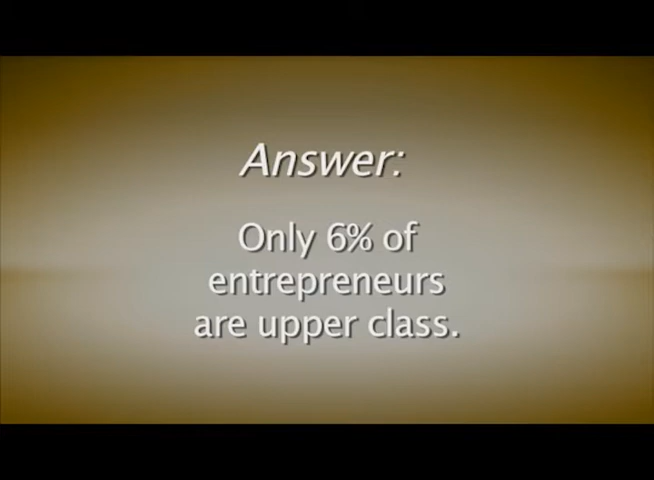 Answer:
Only 6% of
entrepreneurs
are upper class.